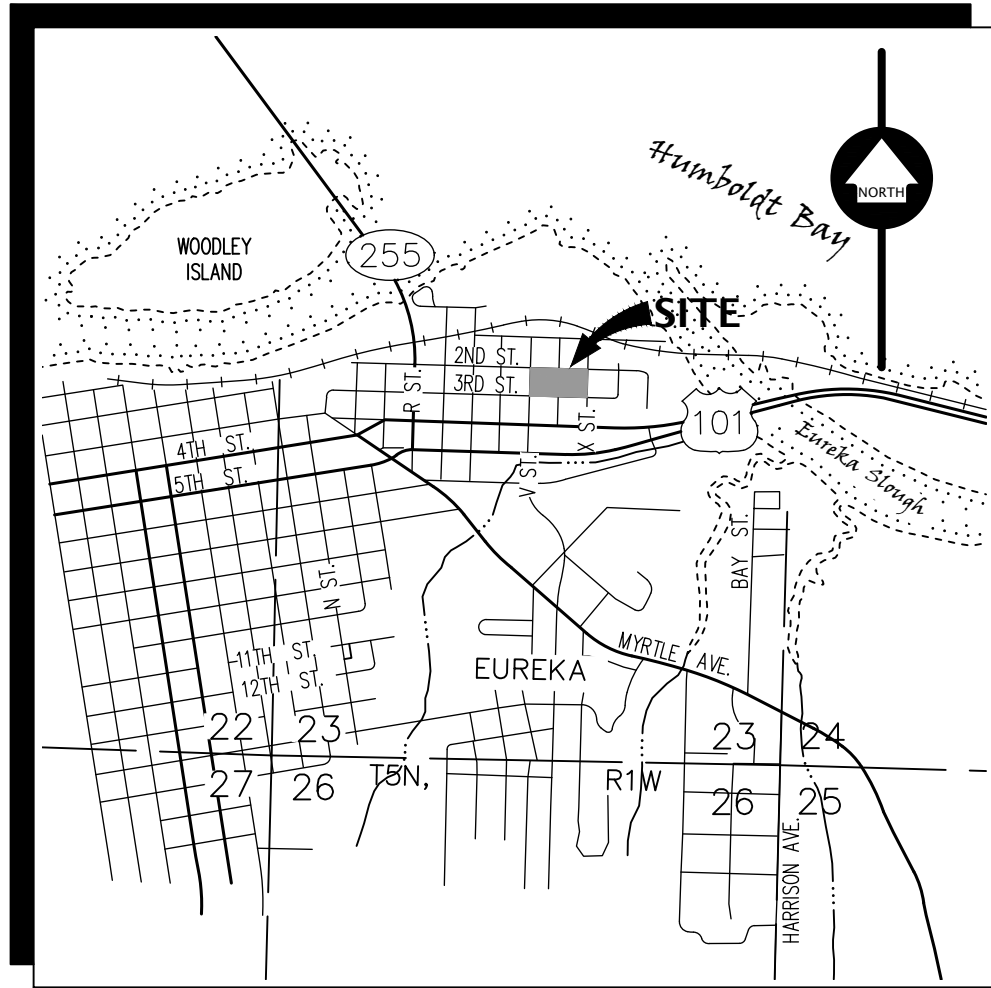 Humboldt Bay
NORTH
WOODLEY
ISLAND
255
SITE
2ND ST.
3RD ST.
R ST.
X ST.
101
4TH ST.
5TH ST.
V ST.
Eureka Slough
BAY ST.
N ST.
11TH ST.
12TH ST.
MYRTLE AVE.
EUREKA
22 23
23 24
27 26
T5N,
R1W
26 25
HARRISON AVE.